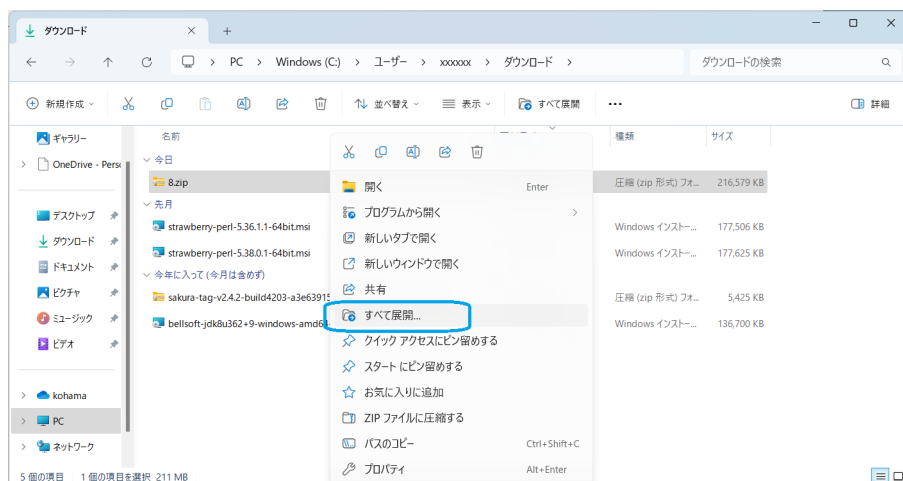 ダウンロード
PC > Windows (C:) > ユーザー > xxxxxx > ダウンロード >
ダウンロードの検索
新規作成
並べ替え
表示
すべて展開
詳細
ギャラリー
OneDrive - Perso
デスクトップ
ダウンロード
ドキュメント
ピクチャ
ミュージック
ビデオ
kohama
PC
ネットワーク
名前
種類
サイズ
今日
8.zip
圧縮 (zip 形式) フォ...
216,579 KB
先月
strawberry-perl-5.36.1.1-64bit.msi
Windows インストー...
177,506 KB
strawberry-perl-5.38.0.1-64bit.msi
Windows インストー...
177,625 KB
今年に入って (今月は含めず)
sakura-tag-v2.4.2-build4203-a3e63915
圧縮 (zip 形式) フォ...
5,425 KB
bellsoft-jdk8u362+9-windows-amd6
Windows インストー...
136,700 KB
開く
Enter
プログラムから開く
新しいタブで開く
新しいウィンドウで開く
共有
すべて展開...
クイック アクセスにピン留めする
スタート にピン留めする
お気に入りに追加
ZIP ファイルに圧縮する
パスのコピー
Ctrl+Shift+C
プロパティ
Alt+Enter
5 個の項目
1 個の項目を選択 211 MB